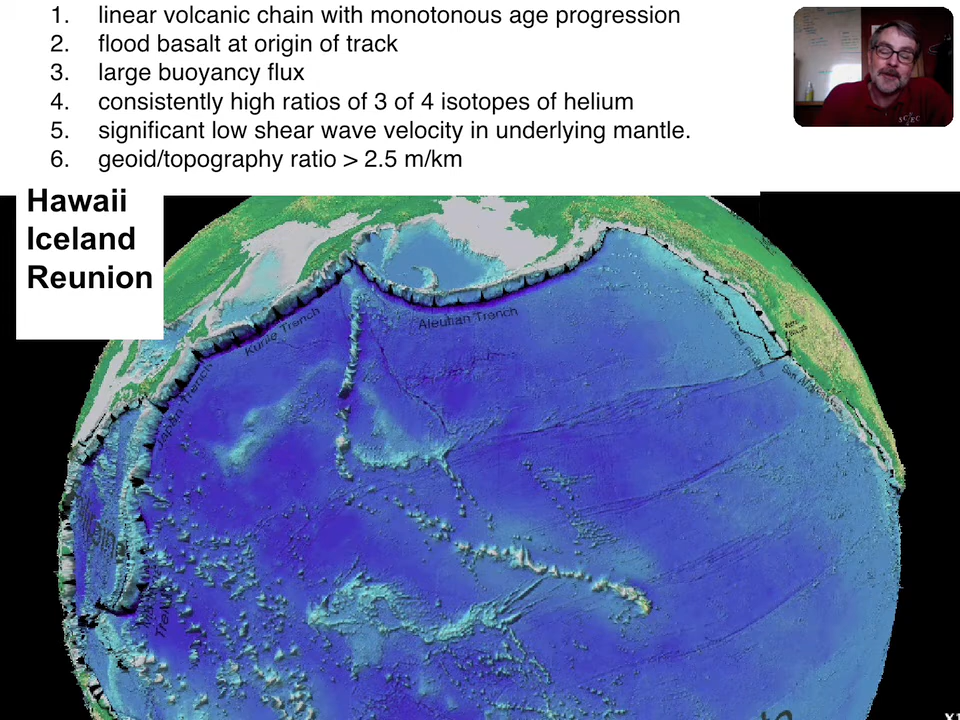 1. linear volcanic chain with monotonous age progression
2. flood basalt at origin of track
3. large buoyancy flux
4. consistently high ratios of 3 of 4 isotopes of helium
5. significant low shear wave velocity in underlying mantle.
6. geoid/topography ratio > 2.5 m/km
Hawaii
Iceland
Reunion
Kurile Trench
Aleutian Trench
Japan Trench